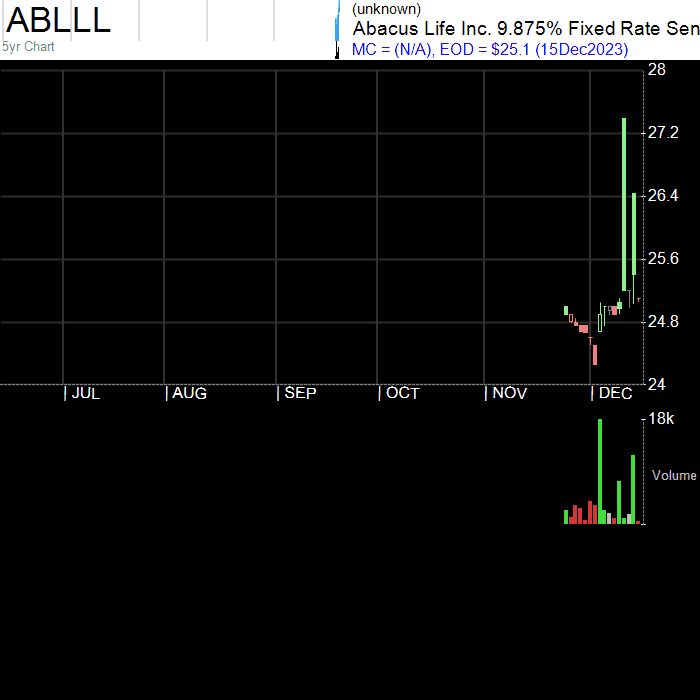 ABLLL
5yr Chart
(unknown)
Abacus Life Inc. 9.875% Fixed Rate Sen
MC = (N/A), EOD = $25.1 (15Dec2023)
28
27.2
26.4
25.6
24.8
24
| JUL | AUG | SEP | OCT | NOV | DEC
18k
Volume